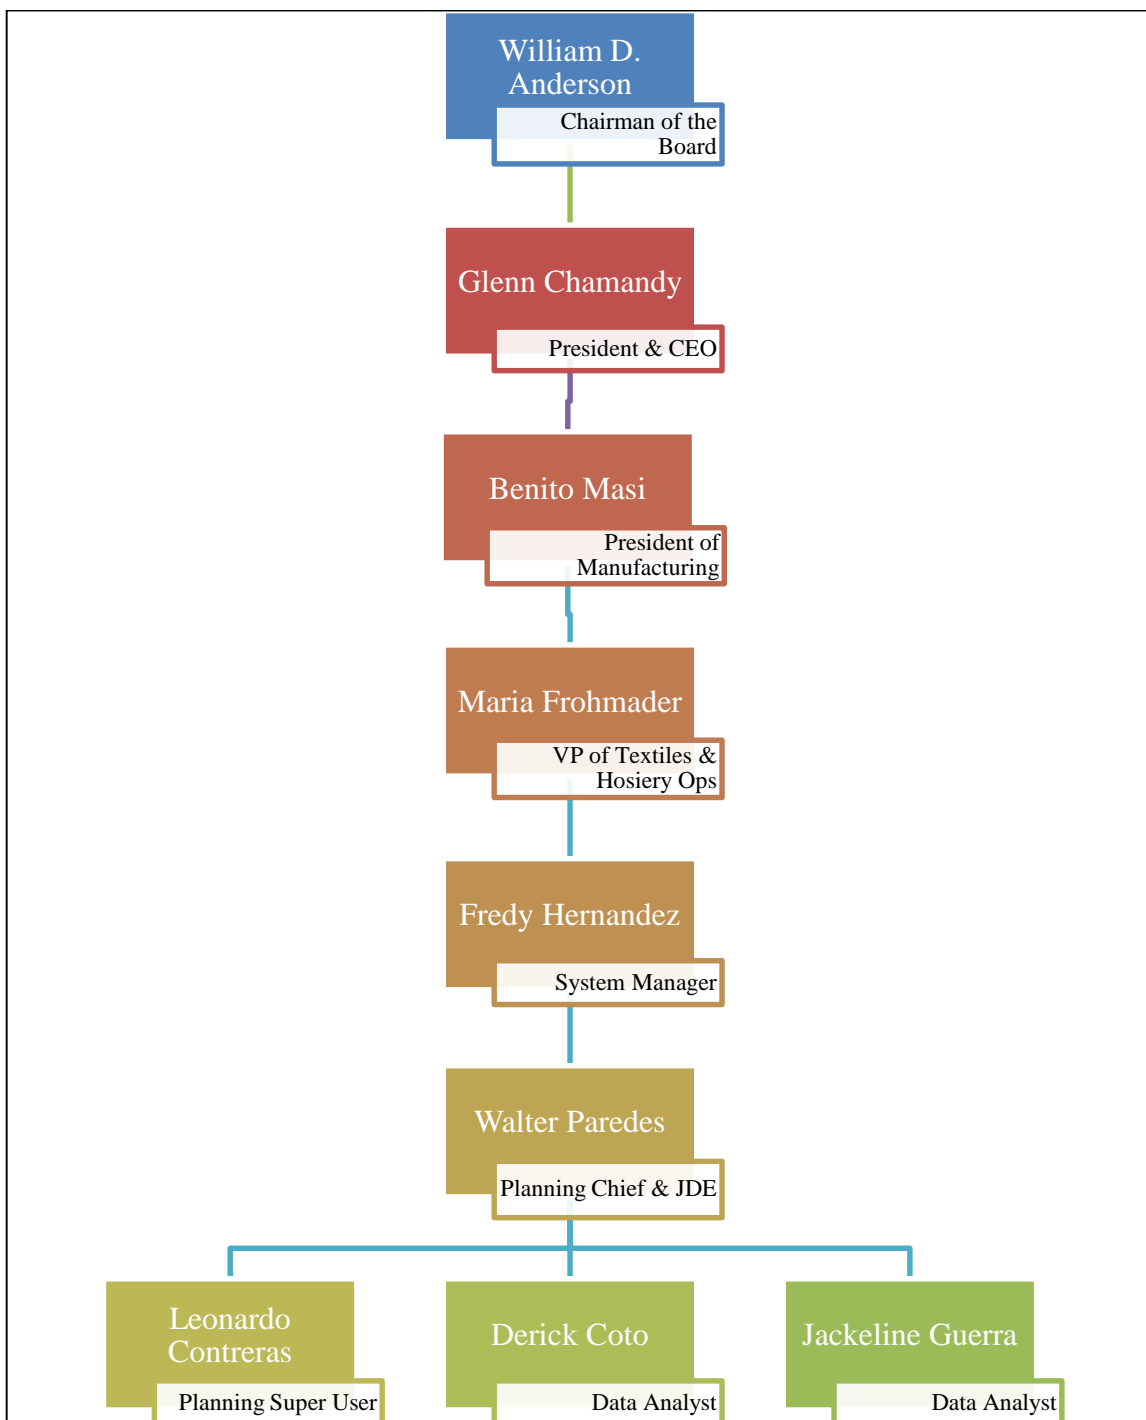 William D.
Anderson
Chairman of the
Board
Glenn Chamandy
President & CEO
Benito Masi
President of
Manufacturing
Maria Frohmader
VP of Textiles &
Hosiery Ops
Fredy Hernandez
System Manager
Walter Paredes
Planning Chief & JDE
Leonardo
Contreras
Planning Super User
Derick Coto
Data Analyst
Jackeline Guerra
Data Analyst